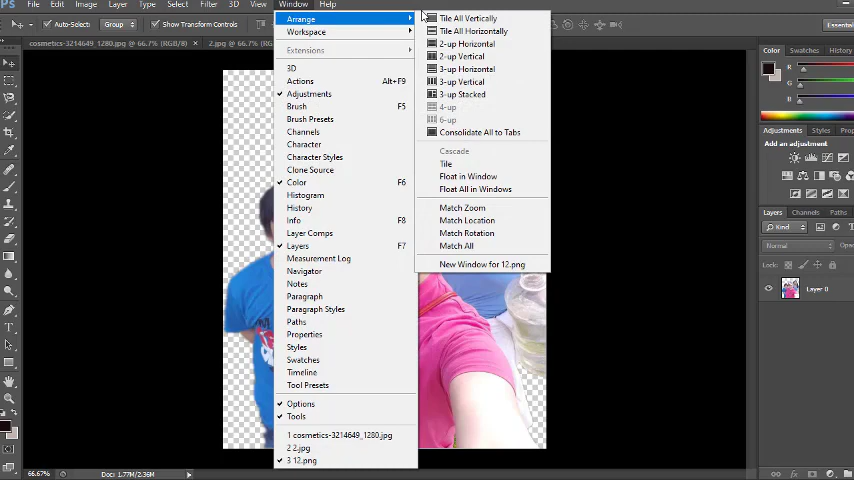 File Edit Image Layer Type Select Filter 3D View Window Help
Auto-Select: Group Show Transform Controls
Essential
cosmetics-3214649_1280.jpg @ 66.7% (RGB/8) × 2.jpg @ 66.7% (RGB/
Arrange
Workspace
Extensions
3D
Actions Alt+F9
Adjustments
Brush F5
Brush Presets
Channels
Character
Character Styles
Clone Source
Color F6
Histogram
History
Info F8
Layer Comps
Layers F7
Measurement Log
Navigator
Notes
Paragraph
Paragraph Styles
Paths
Properties
Styles
Swatches
Timeline
Tool Presets
Options
Tools
1 cosmetics-3214649_1280.jpg
2 2.jpg
3 12.png
Tile All Vertically
Tile All Horizontally
2-up Horizontal
2-up Vertical
3-up Horizontal
3-up Vertical
3-up Stacked
4-up
6-up
Consolidate All to Tabs
Cascade
Tile
Float in Window
Float All in Windows
Match Zoom
Match Location
Match Rotation
Match All
New Window for 12.png
Color Swatches Styles
R
G
B
Adjustments Styles
Add an adjustment
Layers Channels Paths
Kind
Normal
Lock:
Layer 0
66.67% Doc: 1.77M/2.36M
fx